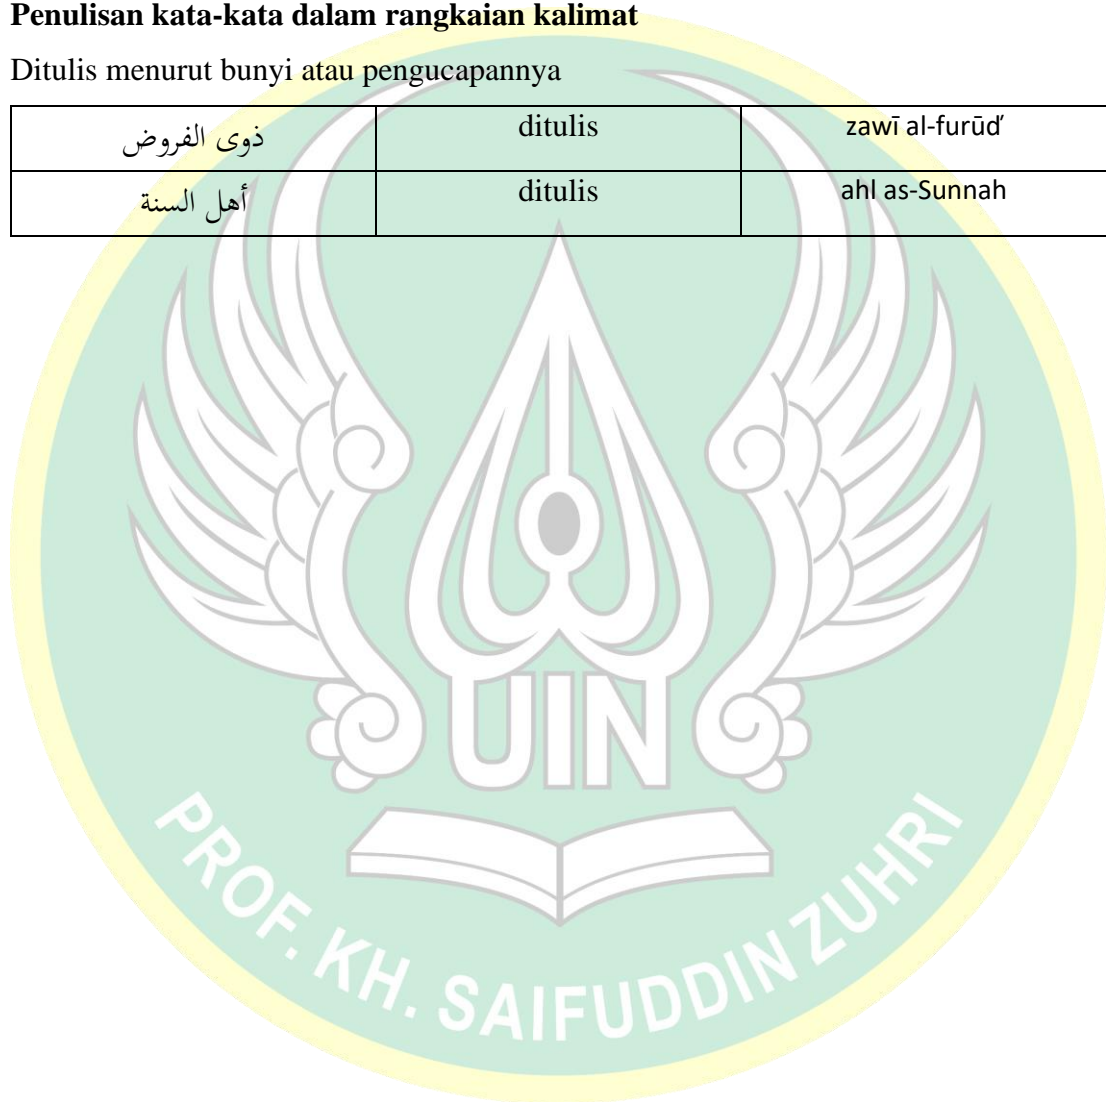 Penulisan kata-kata dalam rangkaian kalimat
Ditulis menurut bunyi atau pengucapannya
ذوى الفروض ditulis zawī al-furūď
أهل السنة ditulis ahl as-Sunnah
UIN
PROF. KH. SAIFUDDIN ZUHRI